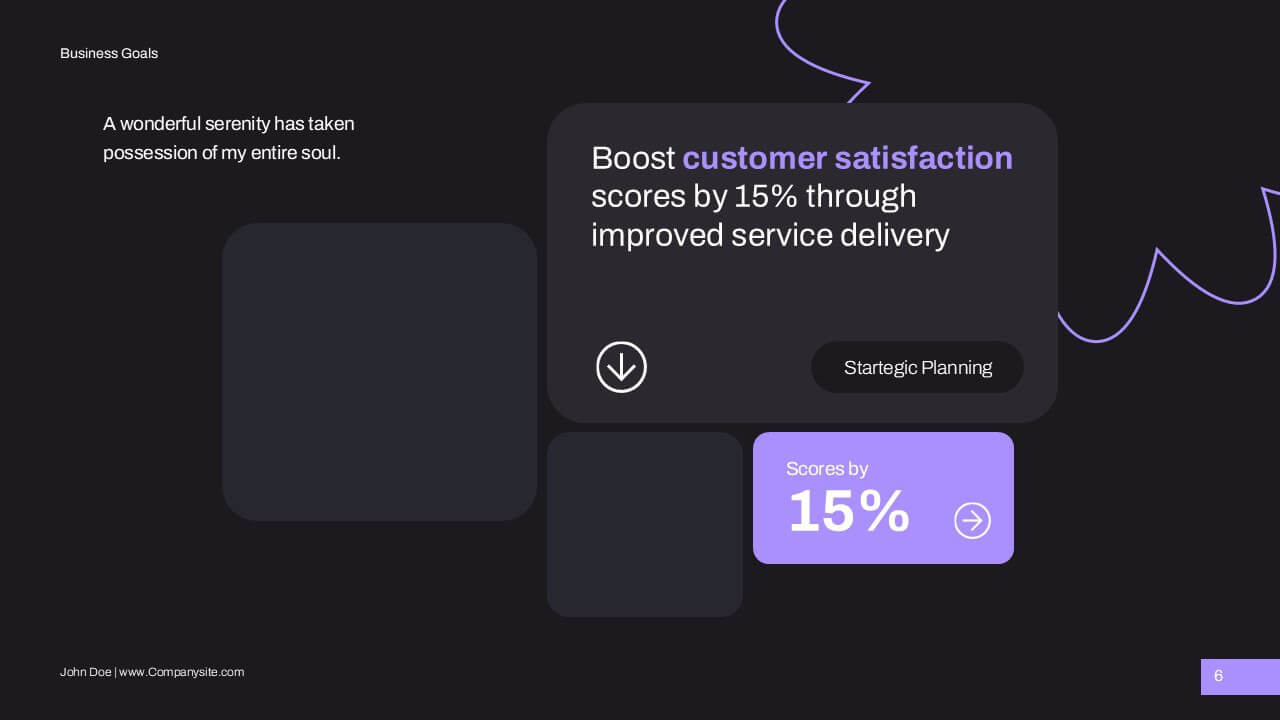 Business Goals
A wonderful serenity has taken
possession of my entire soul.
Boost customer satisfaction
scores by 15% through
improved service delivery
Startegic Planning
Scores by
15%
John Doe | www.Companysite.com
6